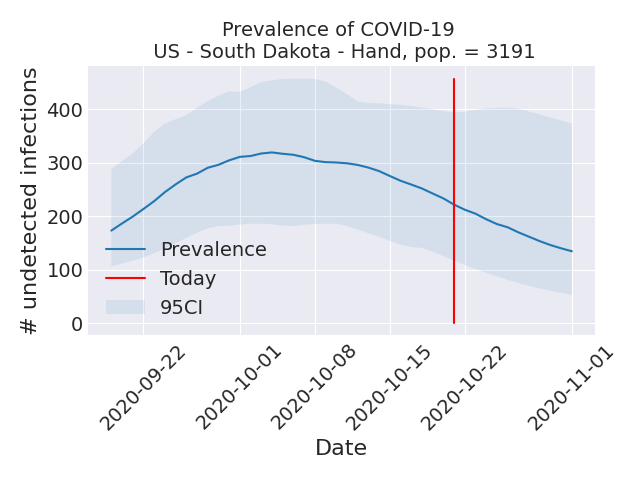 Prevalence of COVID-19
US - South Dakota - Hand, pop. = 3191
# undetected infections
400
300
200
100
0
Prevalence
Today
95CI
2020-09-22
2020-10-01
2020-10-08
2020-10-15
2020-10-22
2020-11-01
Date